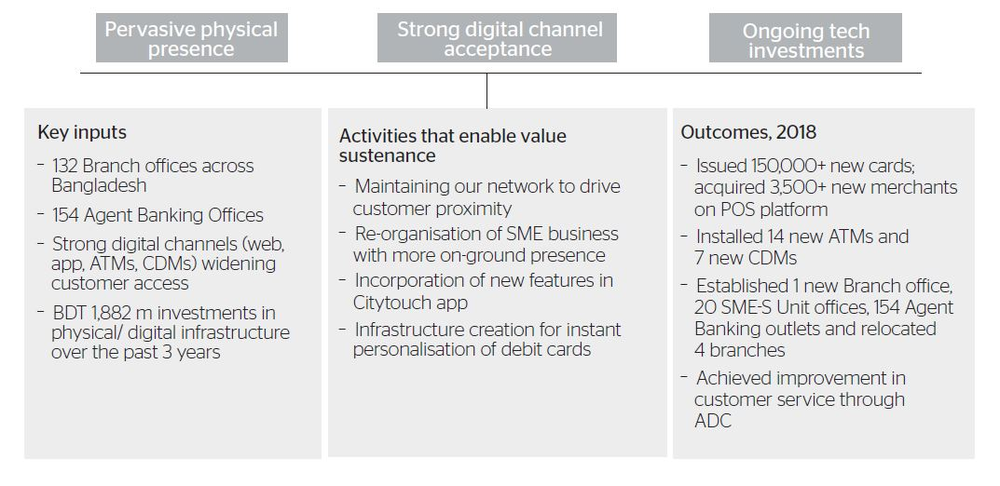 Pervasive physical
presence
Strong digital channel
acceptance
Ongoing tech
investments
Key inputs
- 132 Branch offices across
Bangladesh
- 154 Agent Banking Offices
- Strong digital channels (web,
app, ATMs, CDMs) widening
customer access
- BDT 1,882 m investments in
physical/ digital infrastructure
over the past 3 years
Activities that enable value
sustenance
- Maintaining our network to drive
customer proximity
- Re-organisation of SME business
with more on-ground presence
- Incorporation of new features in
Citytouch app
- Infrastructure creation for instant
personalisation of debit cards
Outcomes, 2018
- Issued 150,000+ new cards;
acquired 3,500+ new merchants
on POS platform
- Installed 14 new ATMs and
7 new CDMs
- Established 1 new Branch office,
20 SME-S Unit offices, 154 Agent
Banking outlets and relocated
4 branches
- Achieved improvement in
customer service through
ADC